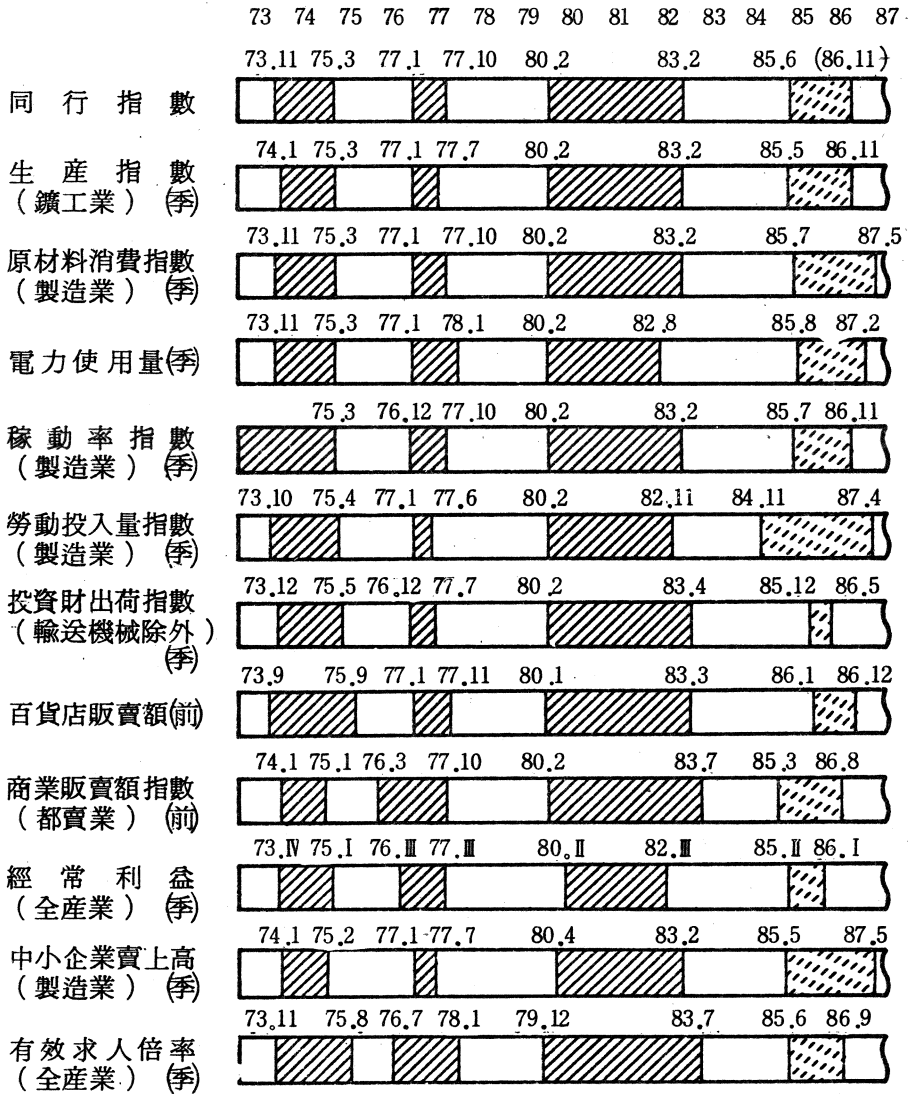 73 74 75 76 77 78 79 80 81 82 83 84 85 86 87
73.11 75.3 77.1 77.10 80.2 83.2 85.6 (86.11)
同行指數
74.1 75.3 77.1 77.7 80.2 83.2 85.5 86.11
生産指數
(鑛工業) ㊣季
73.11 75.3 77.1 77.10 80.2 83.2 85.7 87.5
原材料消費指數
(製造業) (季)
73.11 75.3 77.1 78.1 80.2 82.8 85.8 87.2
電力使用量(季)
75.3 76.12 77.10 80.2 83.2 85.7 86.11
稼動率指數
(製造業) (季)
73.10 75.4 77.1 77.6 80.2 82.11 84.11 87.4
勞動投入量指數
(製造業) (季)
73.12 75.5 76.12 77.7 80.2 83.4 85.12 86.5
投資財出荷指數
(輸送機械除外)
(季)
73.9 75.9 77.1 77.11 80.1 83.3 86.1 86.12
百貨店販賣額(前)
74.1 75.1 76.3 77.10 80.2 83.7 85.3 86.8
商業販賣額指數
(都賣業) (前)
73.Ⅳ 75.Ⅰ 76.Ⅲ 77.Ⅲ 80.Ⅱ 82.Ⅲ 85.Ⅱ 86.Ⅰ
經常利益
(全産業) (季)
74.1 75.2 77.1 77.7 80.4 83.2 85.5 87.5
中小企業賣上高
(製造業) (季)
73.11 75.8 76.7 78.1 79.12 83.7 85.6 86.9
有效求人倍率
(全産業) (季)